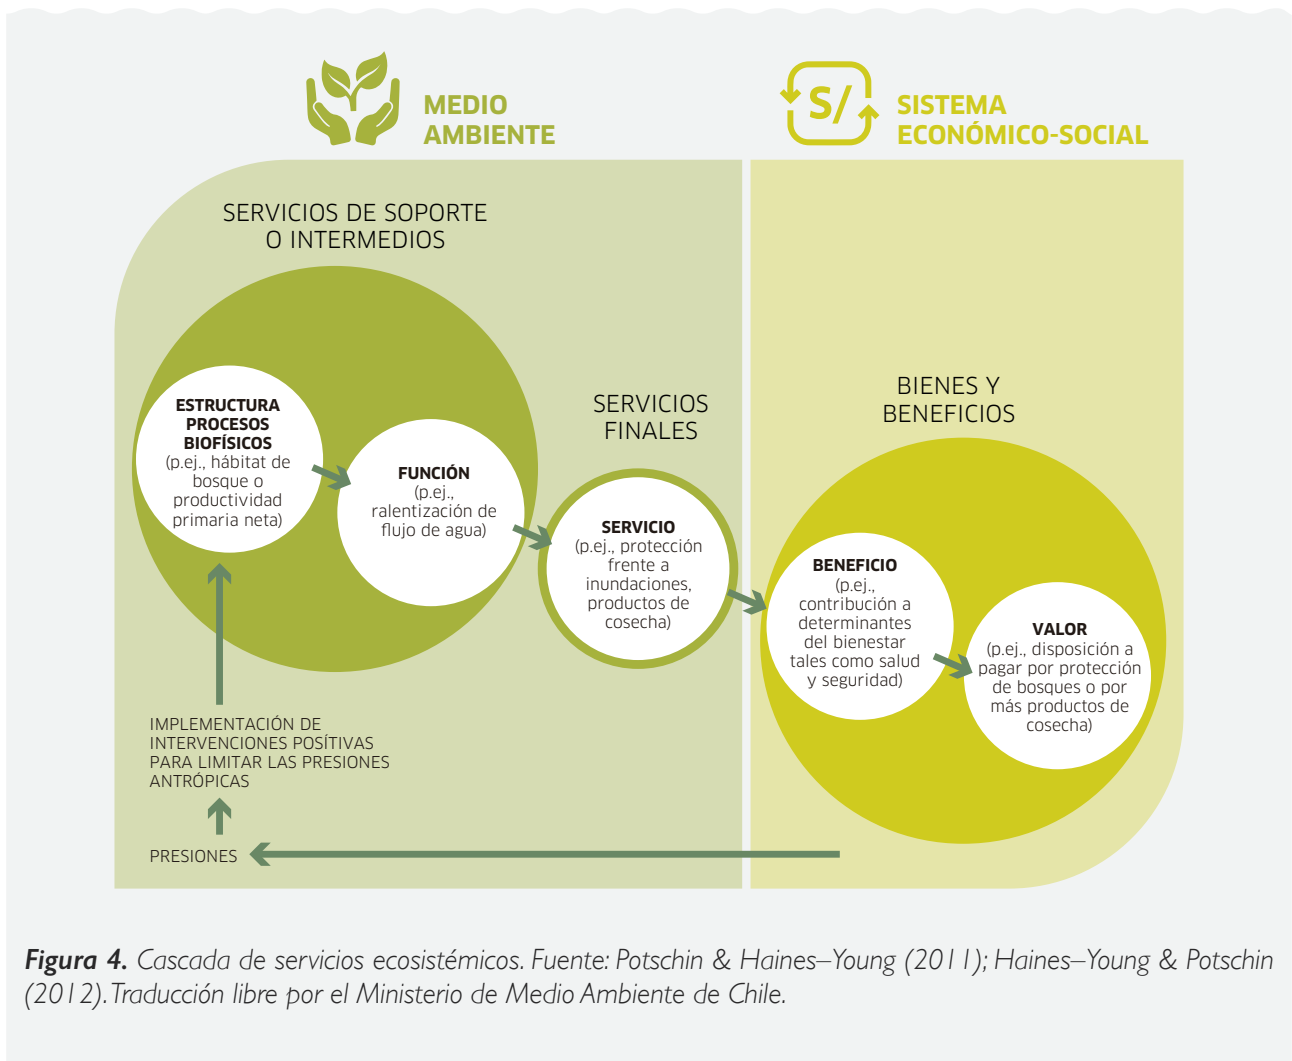 MEDIO
AMBIENTE
S/
SISTEMA
ECONÓMICO-SOCIAL
SERVICIOS DE SOPORTE
O INTERMEDIOS
ESTRUCTURA
PROCESOS
BIOFÍSICOS
(p.ej., hábitat de
bosque o
productividad
primaria neta)
FUNCIÓN
(p.ej.,
ralentización de
flujo de agua)
SERVICIOS
FINALES
SERVICIO
(p.ej., protección
frente a
inundaciones,
productos de
cosecha)
BIENES Y
BENEFICIOS
BENEFICIO
(p.ej.,
contribución a
determinantes
del bienestar
tales como salud
y seguridad)
VALOR
(p.ej., disposición a
pagar por protección
de bosques o por
más productos de
cosecha)
IMPLEMENTACIÓN DE
INTERVENCIONES POSÍTIVAS
PARA LIMITAR LAS PRESIONES
ANTRÓPICAS
PRESIONES
Figura 4. Cascada de servicios ecosistémicos. Fuente: Potschin & Haines–Young (2011); Haines–Young & Potschin
(2012). Traducción libre por el Ministerio de Medio Ambiente de Chile.